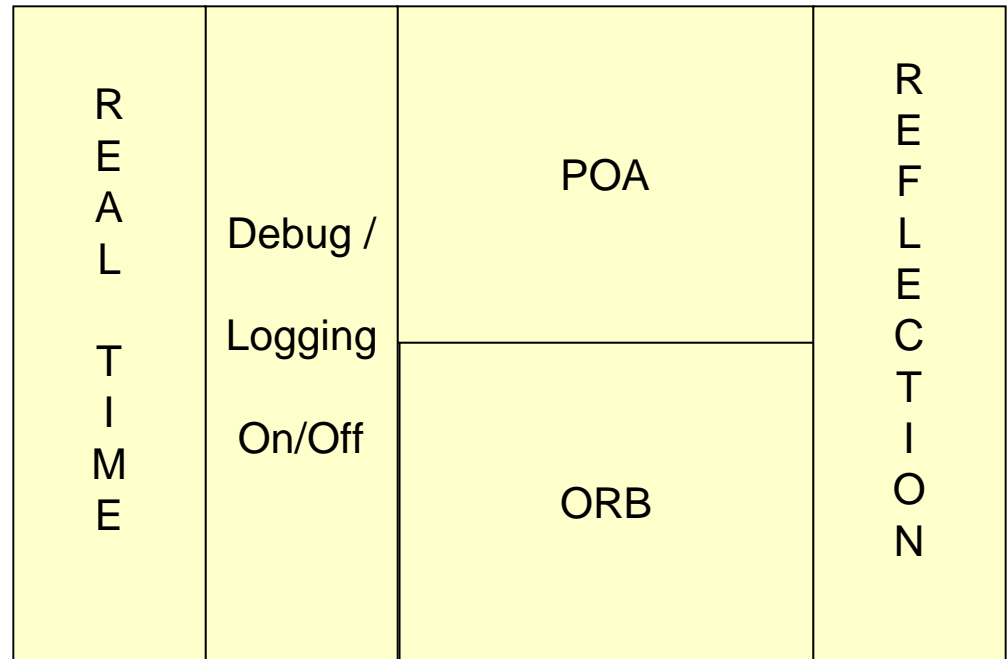 REAL TIME
Debug /
Logging
On/Off
POA
ORB
REFLECTION